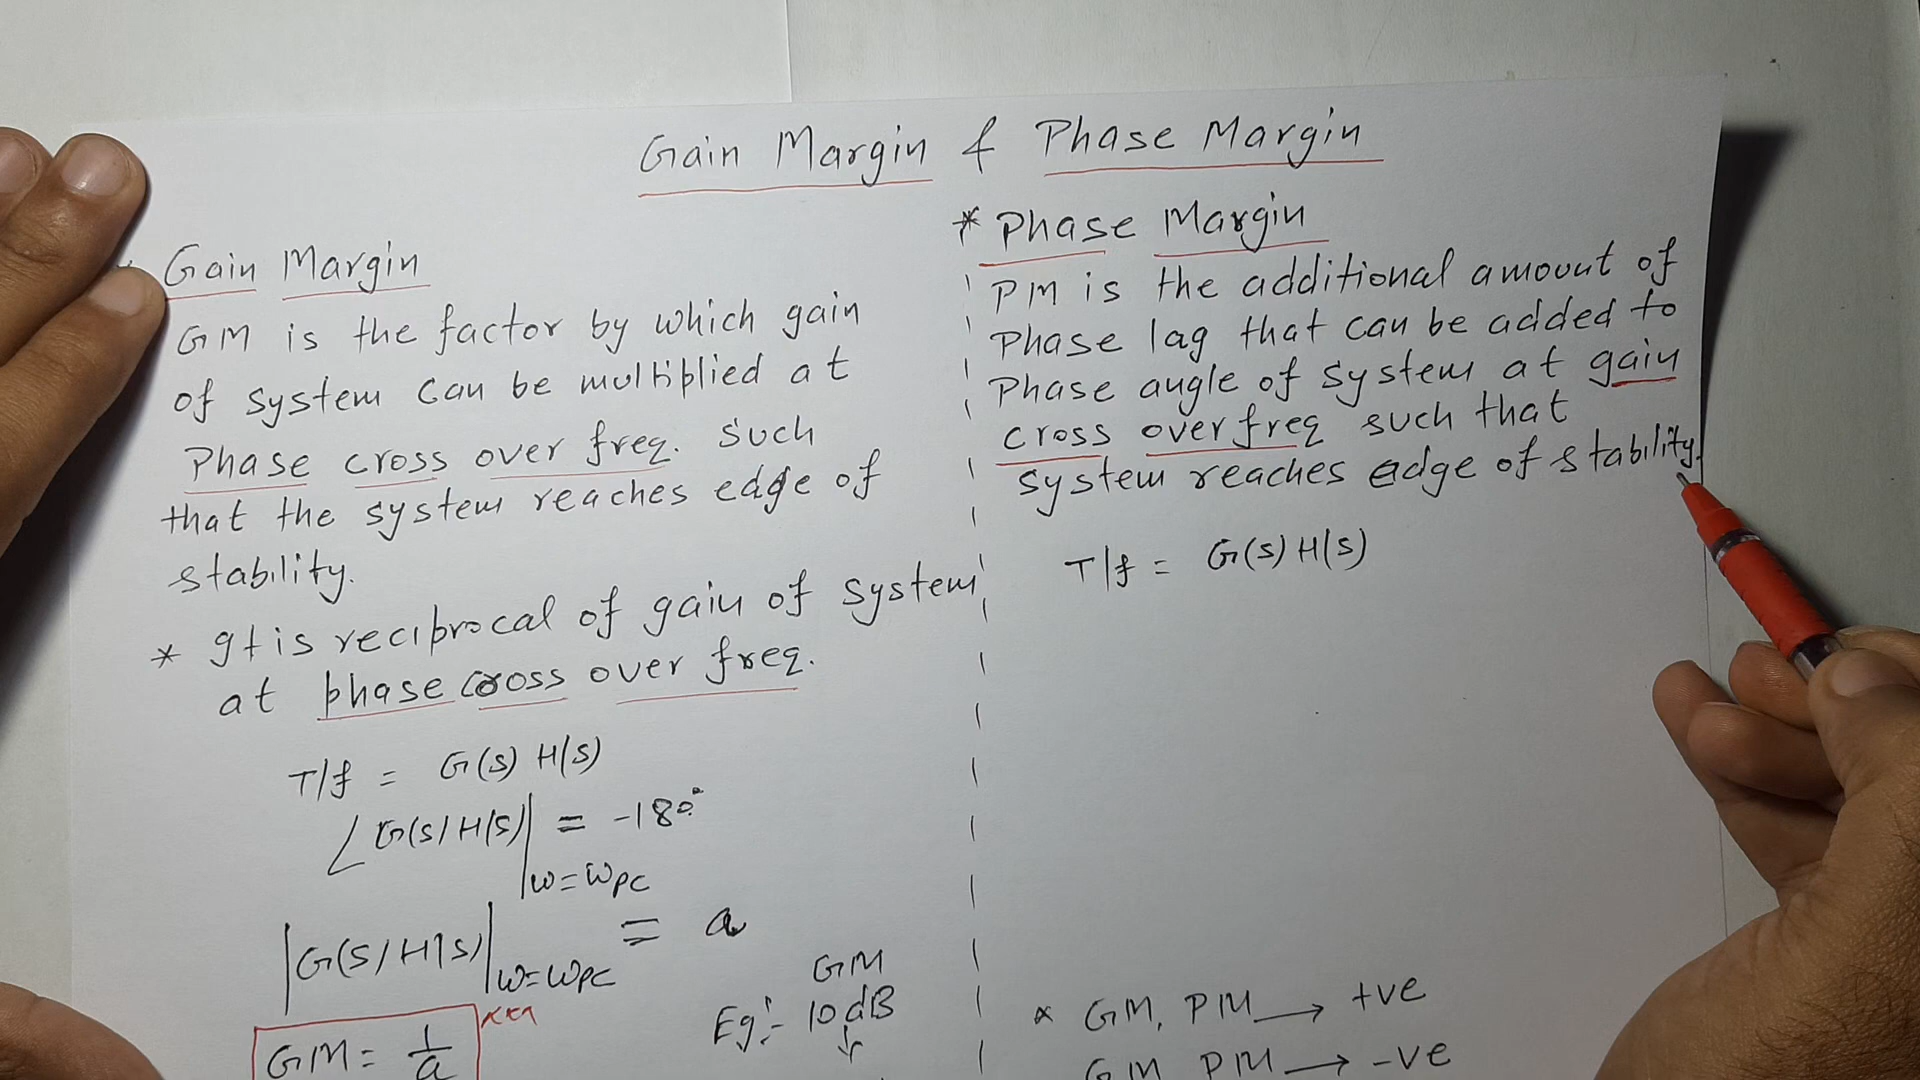 Gain Margin & Phase Margin
Gain Margin
GM is the factor by which gain
of system can be multiplied at
Phase cross over freq. Such
that the system reaches edge of
stability.
* It is reciprocal of gain of system
at phase cross over freq.
T/f = G(s) H(s)
∠G(s) H(s)|ω=ωpc = -180°
|G(s) H(s)|ω=ωpc = a
GM = 1/a
GM
Eg:- 10 dB
* Phase Margin
PM is the additional amount of
Phase lag that can be added to
Phase angle of system at gain
cross over freq such that
system reaches edge of stability.
T/f = G(s) H(s)
* GM, PM → +ve
GM PM → -ve